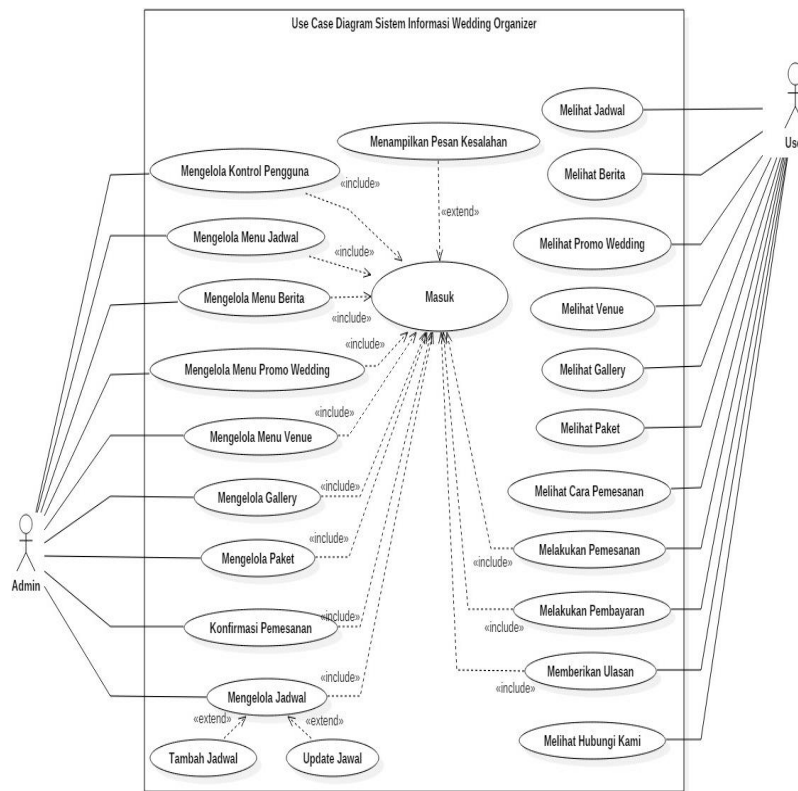 Use Case Diagram Sistem Informasi Wedding Organizer
Melihat Jadwal
Menampilkan Pesan Kesalahan
Use
Mengelola Kontrol Pengguna
«include»
Melihat Berita
«extend»
Mengelola Menu Jadwal
«include»
Melihat Promo Wedding
Mengelola Menu Berita
«include»
Masuk
Melihat Venue
«include»
Mengelola Menu Promo Wedding
Melihat Gallery
«include»
Mengelola Menu Venue
Melihat Paket
«include»
Mengelola Gallery
Melihat Cara Pemesanan
«include»
Mengelola Paket
Melakukan Pemesanan
«include»
Admin
«include»
Konfirmasi Pemesanan
Melakukan Pembayaran
«include»
«include»
Mengelola Jadwal
Memberikan Ulasan
«include»
«extend»
«extend»
Tambah Jadwal
Update Jawal
Melihat Hubungi Kami